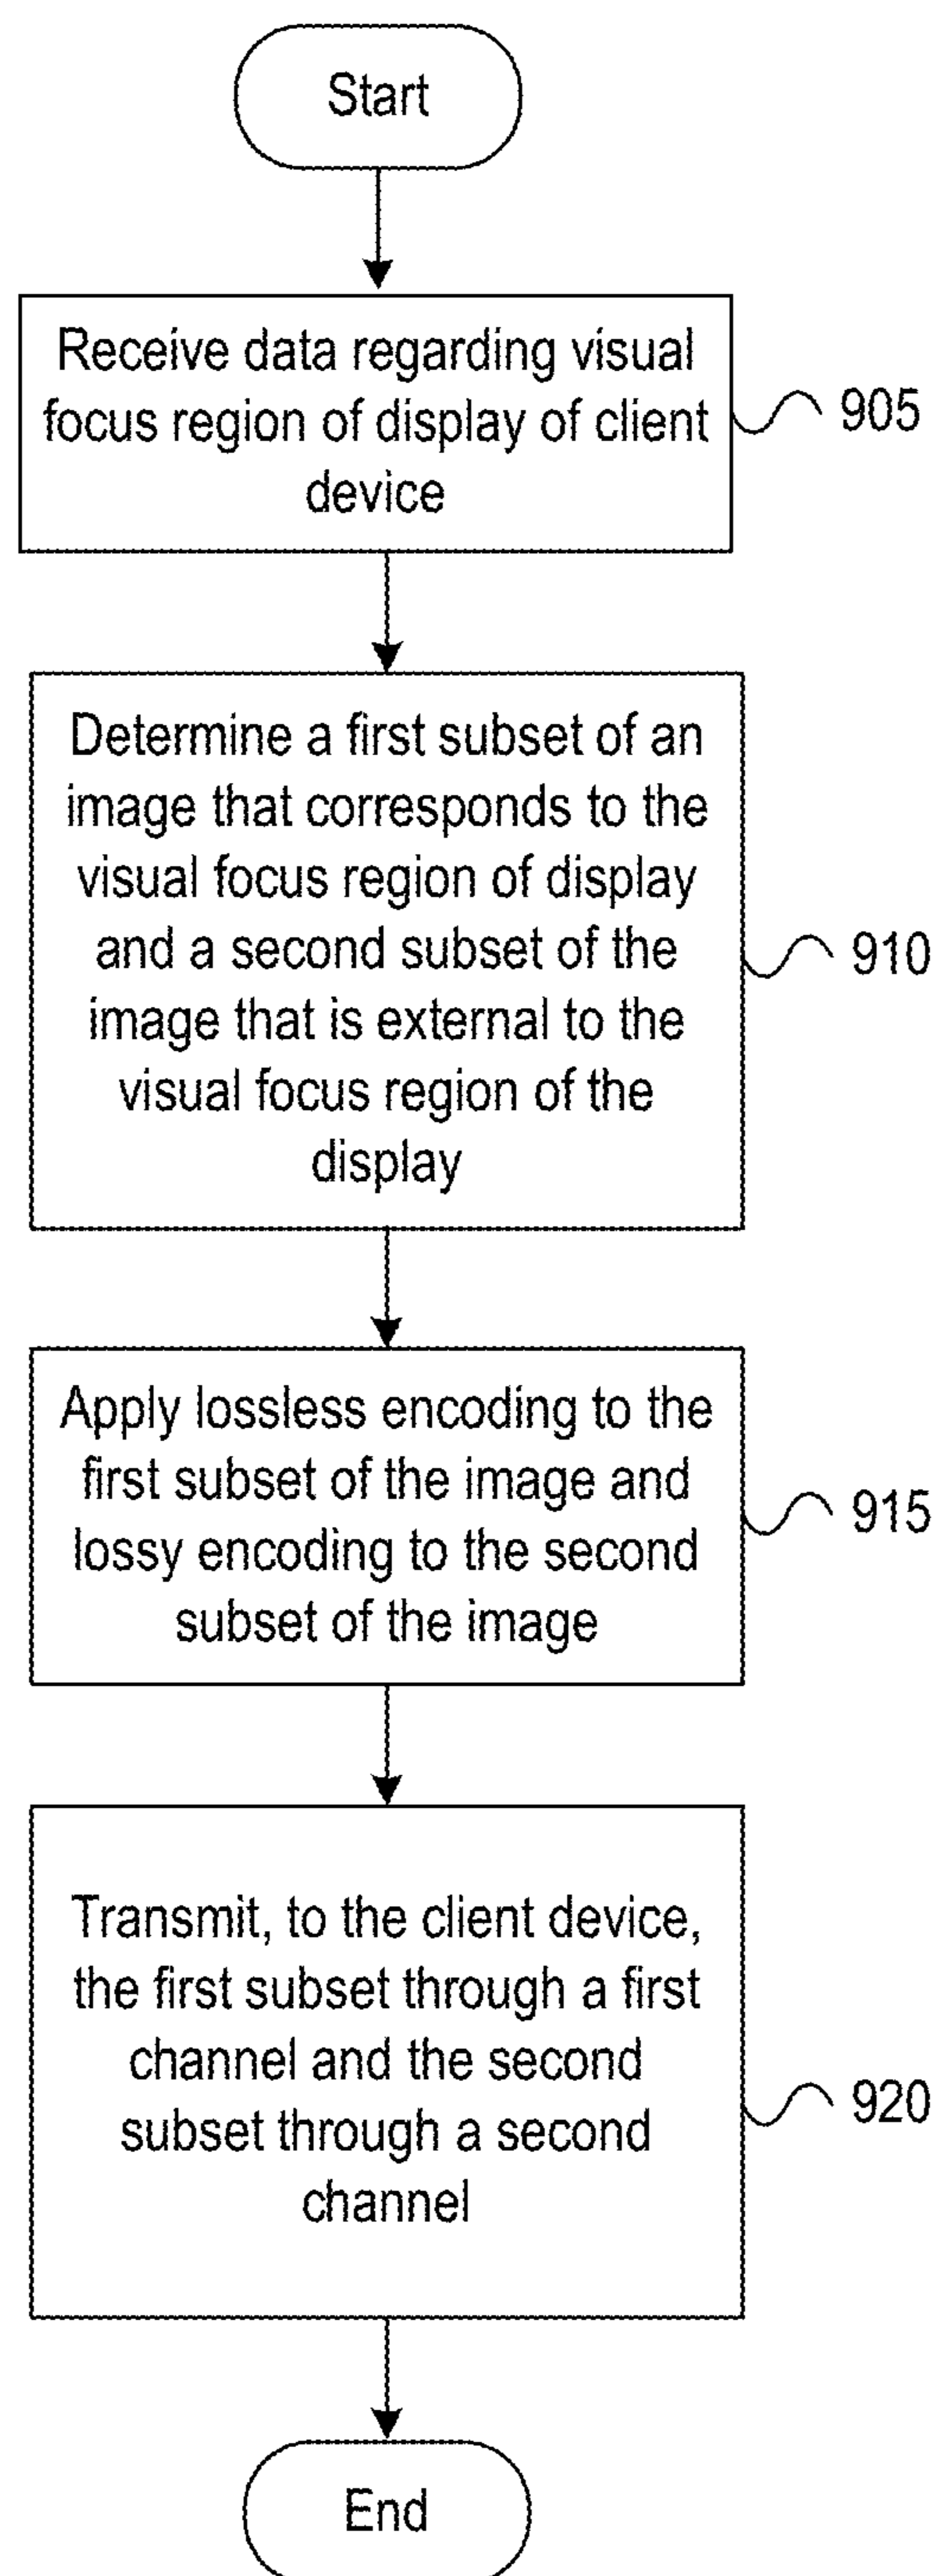 Start
Receive data regarding visual
focus region of display of client
device
905
Determine a first subset of an
image that corresponds to the
visual focus region of display
and a second subset of the
image that is external to the
visual focus region of the
display
910
Apply lossless encoding to the
first subset of the image and
lossy encoding to the second
subset of the image
915
Transmit, to the client device,
the first subset through a first
channel and the second
subset through a second
channel
920
End